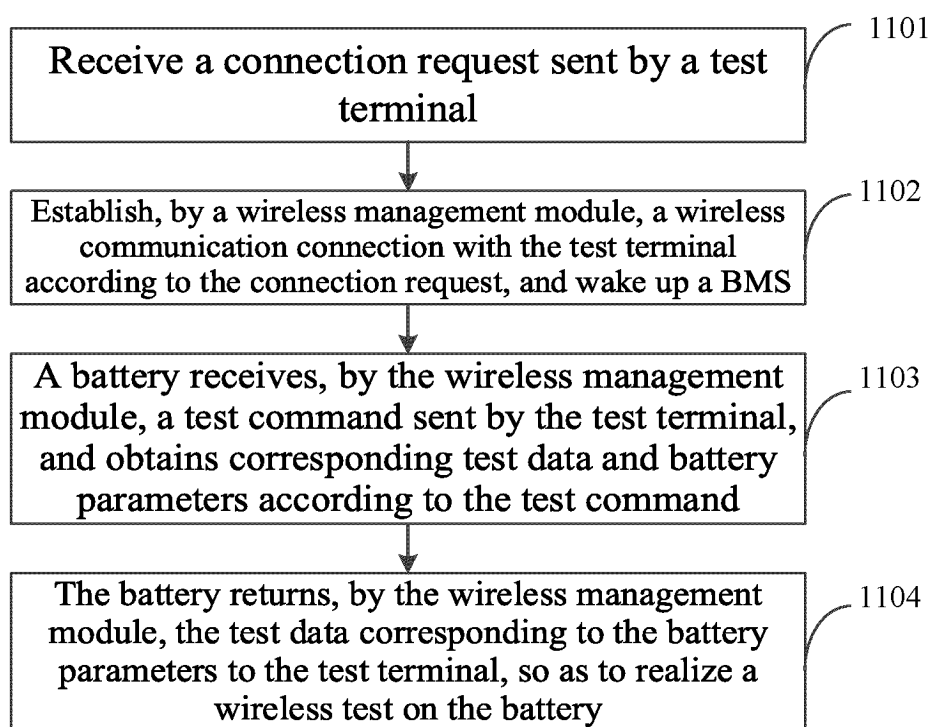 1101
Receive a connection request sent by a test
terminal
1102
Establish, by a wireless management module, a wireless
communication connection with the test terminal
according to the connection request, and wake up a BMS
1103
A battery receives, by the wireless management
module, a test command sent by the test terminal,
and obtains corresponding test data and battery
parameters according to the test command
1104
The battery returns, by the wireless management
module, the test data corresponding to the battery
parameters to the test terminal, so as to realize a
wireless test on the battery